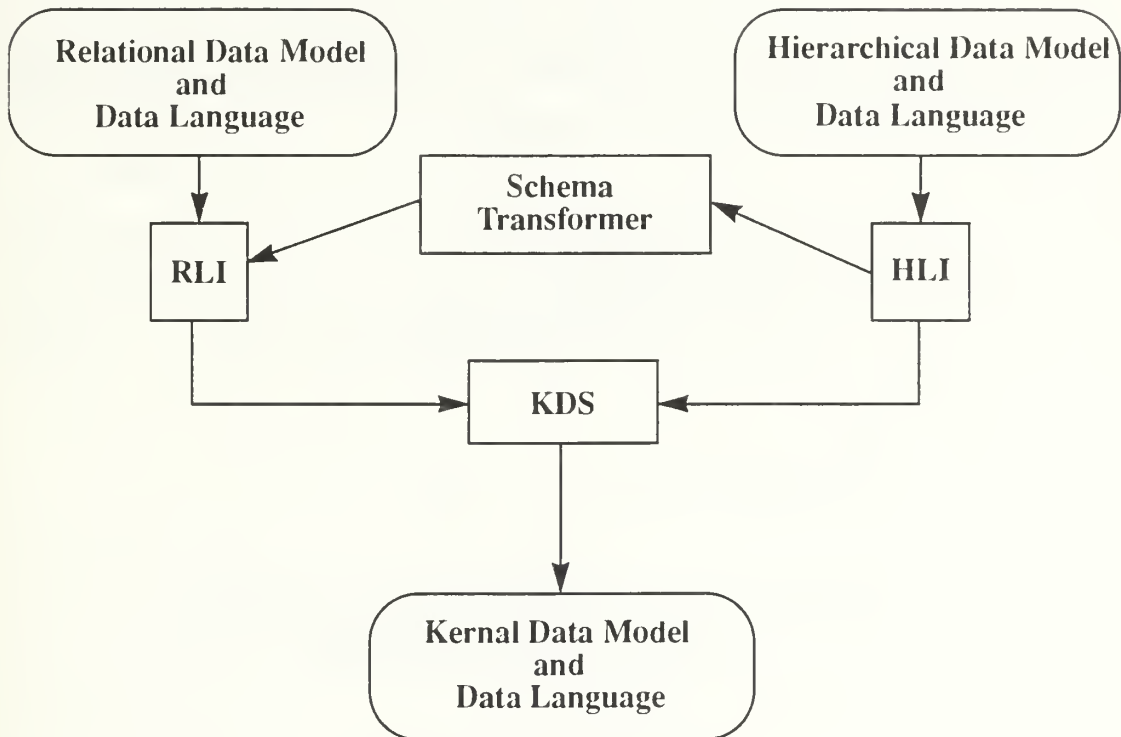 Relational Data Model
and
Data Language
Hierarchical Data Model
and
Data Language
Schema
Transformer
RLI
HLI
KDS
Kernal Data Model
and
Data Language